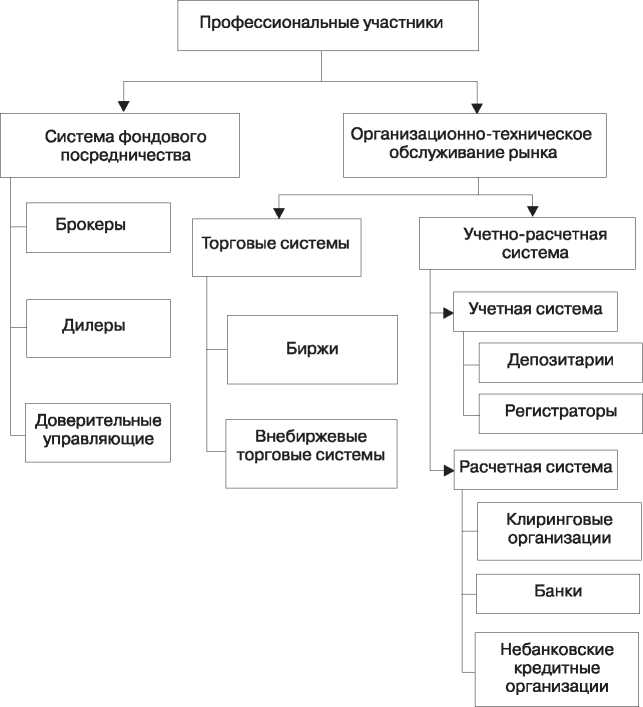 Профессиональные участники
Система фондового
посредничества
Организационно-техническое
обслуживание рынка
Брокеры
Дилеры
Доверительные
управляющие
Торговые системы
Биржи
Внебиржевые
торговые системы
Учетно-расчетная
система
Учетная система
Депозитарии
Регистраторы
Расчетная система
Клиринговые
организации
Банки
Небанковские
кредитные
организации